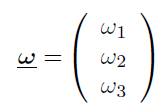 ω = ( ω1
ω2
ω3 )